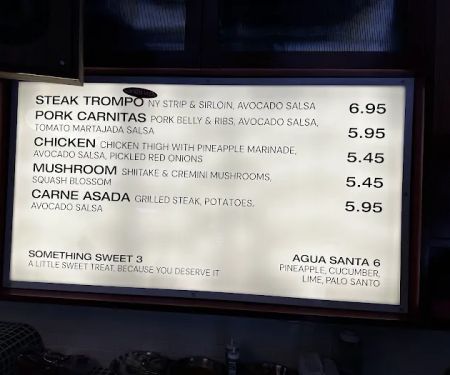 STEAK TROMPO NY STRIP & SIRLOIN, AVOCADO SALSA 6.95
PORK CARNITAS PORK BELLY & RIBS, AVOCADO SALSA, 5.95
TOMATO MARTAJADA SALSA
CHICKEN CHICKEN THIGH WITH PINEAPPLE MARINADE, 5.45
AVOCADO SALSA, PICKLED RED ONIONS
MUSHROOM SHIITAKE & CREMINI MUSHROOMS, 5.45
SQUASH BLOSSOM
CARNE ASADA GRILLED STEAK, POTATOES, 5.95
AVOCADO SALSA
SOMETHING SWEET 3
A LITTLE SWEET TREAT, BECAUSE YOU DESERVE IT
AGUA SANTA 6
PINEAPPLE, CUCUMBER,
LIME, PALO SANTO